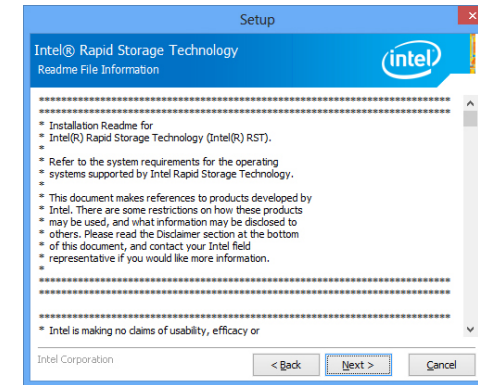 Setup
Intel® Rapid Storage Technology
Readme File Information
intel
************************************************************
************************************************************
* Installation Readme for
* Intel(R) Rapid Storage Technology (Intel(R) RST).
*
* Refer to the system requirements for the operating
* systems supported by Intel Rapid Storage Technology.
*
* This document makes references to products developed by
* Intel. There are some restrictions on how these products
* may be used, and what information may be disclosed to
* others. Please read the Disclaimer section at the bottom
* of this document, and contact your Intel field
* representative if you would like more information.
*
************************************************************
************************************************************
************************************************************
* Intel is making no claims of usability, efficacy or
Intel Corporation
< Back
Next >
Cancel